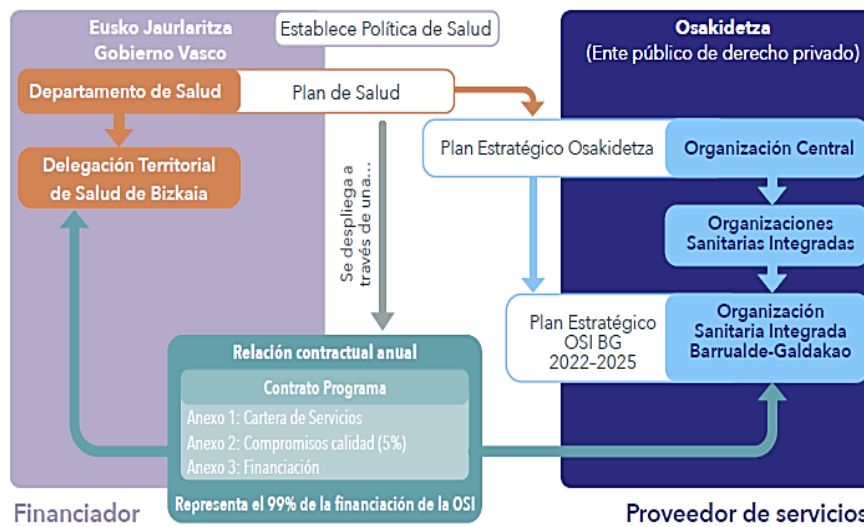 Eusko Jaurlaritza
Gobierno Vasco
Establece Política de Salud
Osakidetza
(Ente público de derecho privado)
Departamento de Salud
Plan de Salud
Plan Estratégico Osakidetza
Organización Central
Delegación Territorial
de Salud de Bizkaia
Se despliega a
través de una...
Organizaciones
Sanitarias Integradas
Plan Estratégico
OSI BG
2022-2025
Organización
Sanitaria Integrada
Barrualde-Galdakao
Relación contractual anual
Contrato Programa
Anexo 1: Cartera de Servicios
Anexo 2: Compromisos calidad (5%)
Anexo 3: Financiación
Representa el 99% de la financiación de la OSI
Financiador
Proveedor de servicios